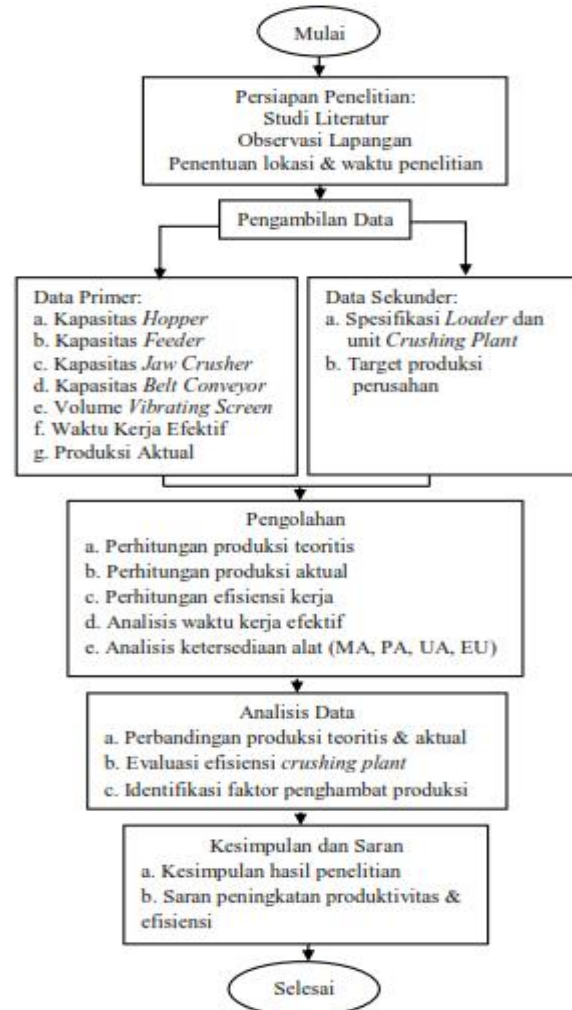 Mulai
Persiapan Penelitian:
Studi Literatur
Observasi Lapangan
Penentuan lokasi & waktu penelitian
Pengambilan Data
Data Primer:
a. Kapasitas Hopper
b. Kapasitas Feeder
c. Kapasitas Jaw Crusher
d. Kapasitas Belt Conveyor
e. Volume Vibrating Screen
f. Waktu Kerja Efektif
g. Produksi Aktual
Data Sekunder:
a. Spesifikasi Loader dan
unit Crushing Plant
b. Target produksi
perusahan
Pengolahan
a. Perhitungan produksi teoritis
b. Perhitungan produksi aktual
c. Perhitungan efisiensi kerja
d. Analisis waktu kerja efektif
e. Analisis ketersediaan alat (MA, PA, UA, EU)
Analisis Data
a. Perbandingan produksi teoritis & aktual
b. Evaluasi efisiensi crushing plant
c. Identifikasi faktor penghambat produksi
Kesimpulan dan Saran
a. Kesimpulan hasil penelitian
b. Saran peningkatan produktivitas &
efisiensi
Selesai